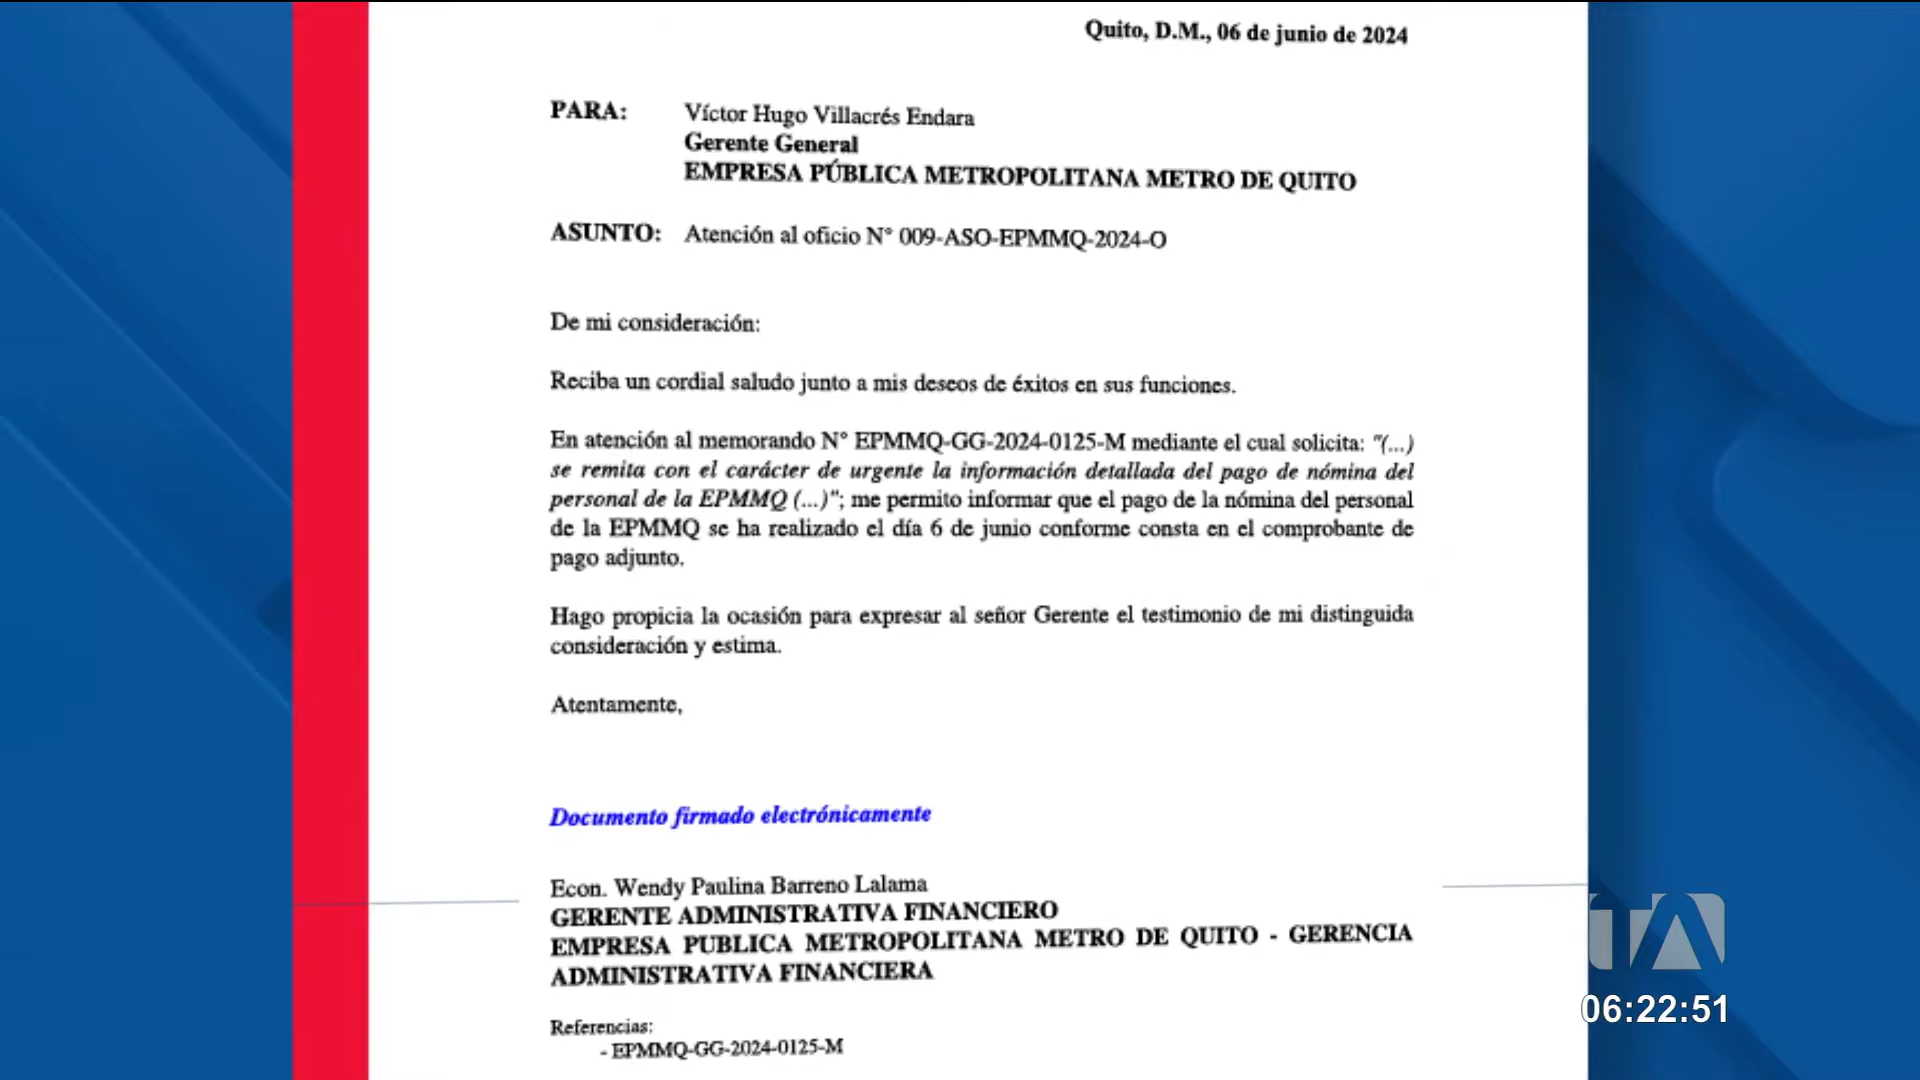 Quito, D.M., 06 de junio de 2024
PARA: Víctor Hugo Villacrés Endara
Gerente General
EMPRESA PÚBLICA METROPOLITANA METRO DE QUITO
ASUNTO: Atención al oficio N° 009-ASO-EPMMQ-2024-O
De mi consideración:
Reciba un cordial saludo junto a mis deseos de éxitos en sus funciones.
En atención al memorando N° EPMMQ-GG-2024-0125-M mediante el cual solicita: "(...)
se remita con el carácter de urgente la información detallada del pago de nómina del
personal de la EPMMQ (...)"; me permito informar que el pago de la nómina del personal
de la EPMMQ se ha realizado el día 6 de junio conforme consta en el comprobante de
pago adjunto.
Hago propicia la ocasión para expresar al señor Gerente el testimonio de mi distinguida
consideración y estima.
Atentamente,
Documento firmado electrónicamente
Econ. Wendy Paulina Barreno Lalama
GERENTE ADMINISTRATIVA FINANCIERO
EMPRESA PUBLICA METROPOLITANA METRO DE QUITO - GERENCIA
ADMINISTRATIVA FINANCIERA
Referencias:
- EPMMQ-GG-2024-0125-M
TA
06:22:51